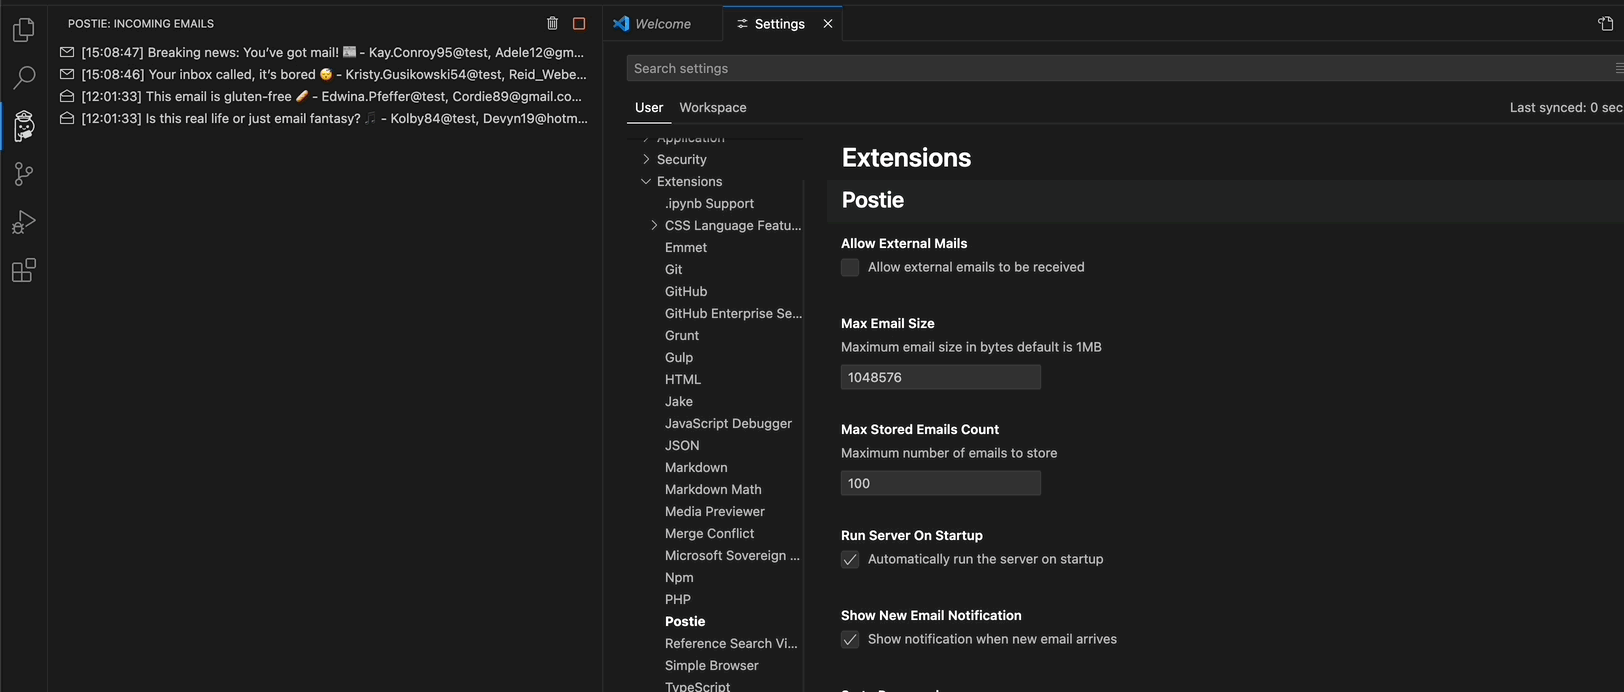 POSTIE: INCOMING EMAILS
[15:08:47] Breaking news: You’ve got mail! 📰 - Kay.Conroy95@test, Adele12@gm...
[15:08:46] Your inbox called, it’s bored 😴 - Kristy.Gusikowski54@test, Reid_Webe...
[12:01:33] This email is gluten-free 🥖 - Edwina.Pfeffer@test, Cordie89@gmail.co...
[12:01:33] Is this real life or just email fantasy? 🎵 - Kolby84@test, Devyn19@hotm...
Welcome
Settings
Search settings
User
Workspace
Last synced: 0 sec
Application
Security
Extensions
.ipynb Support
CSS Language Featu...
Emmet
Git
GitHub
GitHub Enterprise Se...
Grunt
Gulp
HTML
Jake
JavaScript Debugger
JSON
Markdown
Markdown Math
Media Previewer
Merge Conflict
Microsoft Sovereign ...
Npm
PHP
Postie
Reference Search Vi...
Simple Browser
TypeScript
Extensions
Postie
Allow External Mails
Allow external emails to be received
Max Email Size
Maximum email size in bytes default is 1MB
1048576
Max Stored Emails Count
Maximum number of emails to store
100
Run Server On Startup
Automatically run the server on startup
Show New Email Notification
Show notification when new email arrives